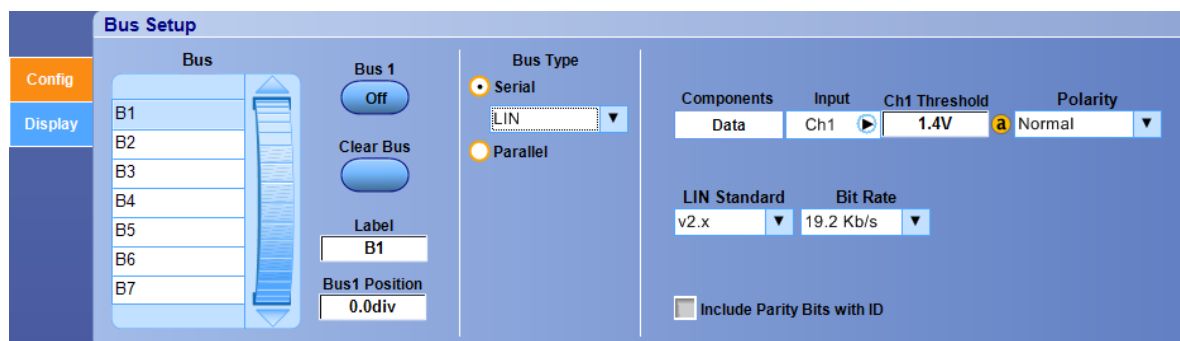 Bus Setup
Config
Display
Bus
B1
B2
B3
B4
B5
B6
B7
Bus 1
Off
Clear Bus
Label
B1
Bus1 Position
0.0div
Bus Type
Serial
LIN
Parallel
Components Input Ch1 Threshold Polarity
Data Ch1 1.4V a Normal
LIN Standard Bit Rate
v2.x 19.2 Kb/s
Include Parity Bits with ID